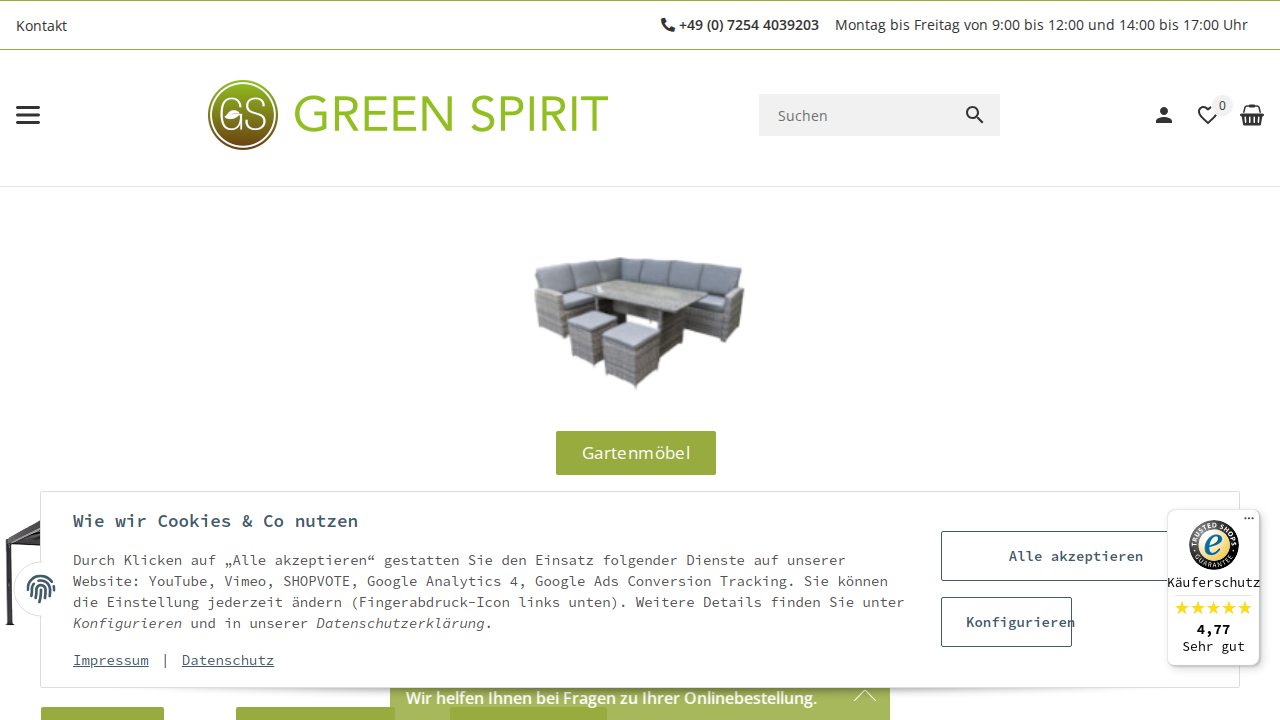 Kontakt
+49 (0) 7254 4039203 Montag bis Freitag von 9:00 bis 12:00 und 14:00 bis 17:00 Uhr
GS GREEN SPIRIT
Suchen
0
Gartenmöbel
Wie wir Cookies & Co nutzen
Durch Klicken auf „Alle akzeptieren“ gestatten Sie den Einsatz folgender Dienste auf unserer
Website: YouTube, Vimeo, SHOPVOTE, Google Analytics 4, Google Ads Conversion Tracking. Sie können
die Einstellung jederzeit ändern (Fingerabdruck-Icon links unten). Weitere Details finden Sie unter
Konfigurieren und in unserer Datenschutzerklärung.
Impressum | Datenschutz
Alle akzeptieren
Konfigurieren
TRUSTED SHOPS
e
GUARANTEE
Käuferschutz
4,77
Sehr gut
Wir helfen Ihnen bei Fragen zu Ihrer Onlinebestellung.